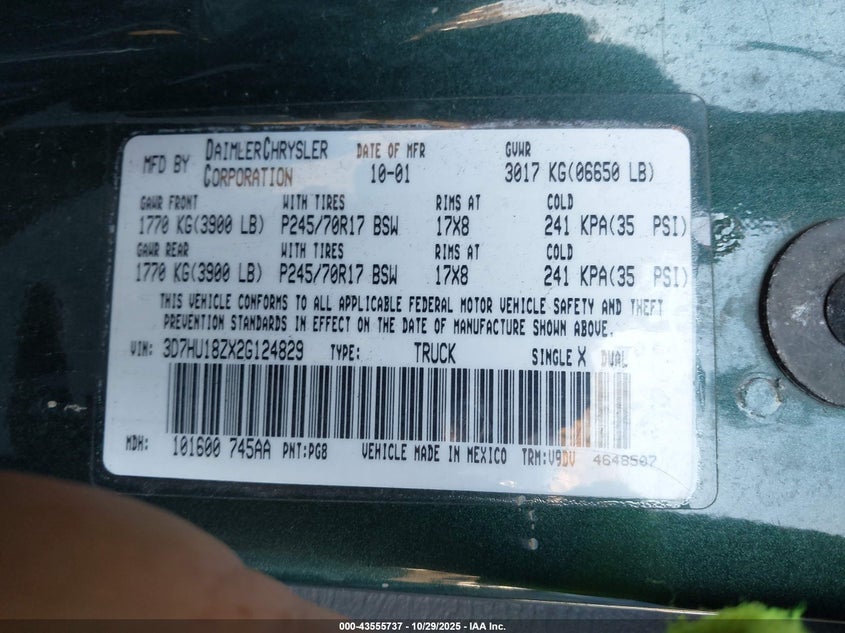 MFD BY DAIMLERCHRYSLER CORPORATION DATE OF MFR 10-01 GVWR 3017 KG(06650 LB)
GAWR FRONT WITH TIRES RIMS AT COLD
1770 KG(3900 LB) P245/70R17 BSW 17X8 241 KPA(35 PSI)
GAWR REAR WITH TIRES RIMS AT COLD
1770 KG(3900 LB) P245/70R17 BSW 17X8 241 KPA(35 PSI)
THIS VEHICLE CONFORMS TO ALL APPLICABLE FEDERAL MOTOR VEHICLE SAFETY AND THEFT
PREVENTION STANDARDS IN EFFECT ON THE DATE OF MANUFACTURE SHOWN ABOVE.
VIN: 3D7HU18ZX2G124829 TYPE: TRUCK SINGLE X DUAL
MDH: 101600 745AA PNT:PG8 VEHICLE MADE IN MEXICO TRM:V9DV 4648507
000-43555737 - 10/29/2025 - IAA Inc.